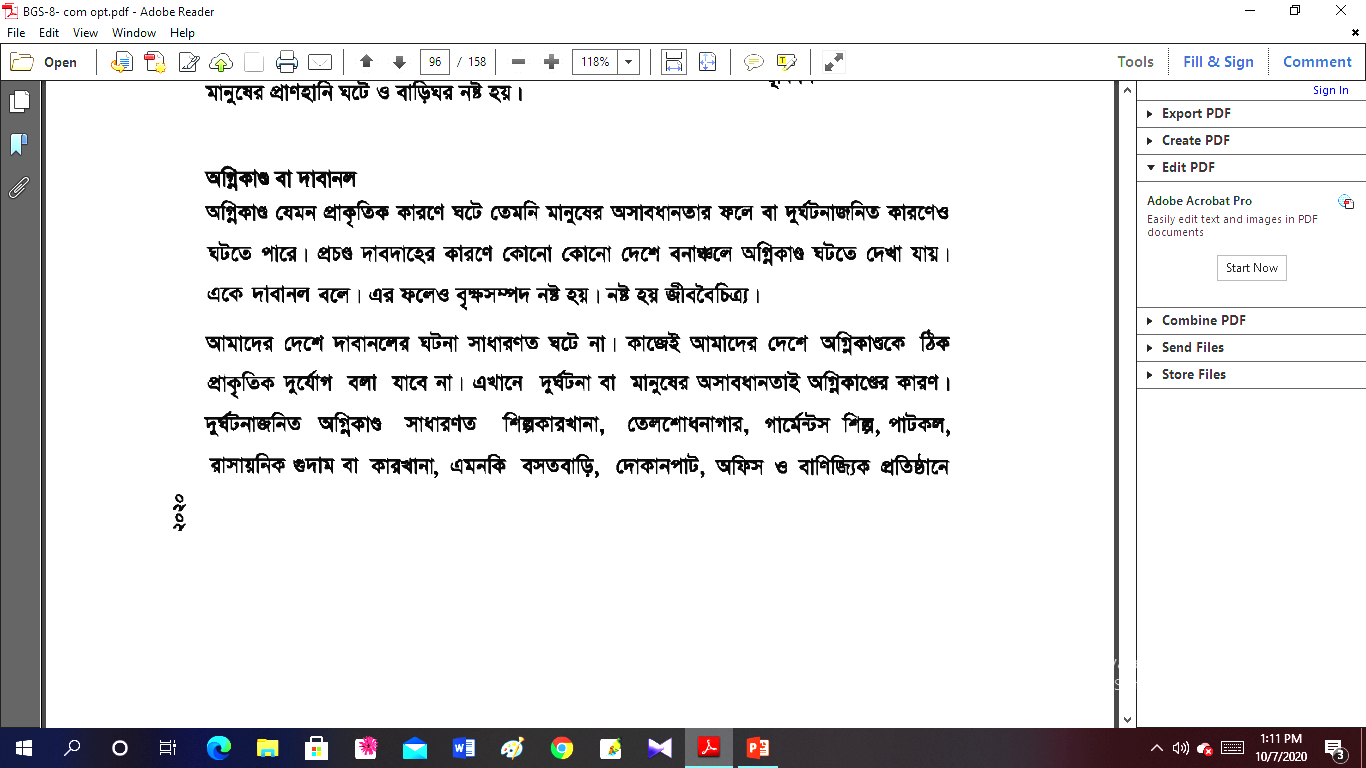 BGS-8- com opt.pdf - Adobe Reader
File Edit View Window Help
Open 96 / 158 118% Tools Fill & Sign Comment
Sign In
Export PDF
Create PDF
Edit PDF
Adobe Acrobat Pro
Easily edit text and images in PDF
documents
Start Now
Combine PDF
Send Files
Store Files
মানুষের প্রাণহানি ঘটে ও বাড়িঘর নষ্ট হয়।
অগ্নিকাণ্ড বা দাবানল
অগ্নিকাণ্ড যেমন প্রাকৃতিক কারণে ঘটে তেমনি মানুষের অসাবধানতার ফলে বা দুর্ঘটনাজনিত কারণেও
ঘটতে পারে। প্রচণ্ড দাবদাহের কারণে কোনো কোনো দেশে বনাঞ্চলে অগ্নিকাণ্ড ঘটতে দেখা যায়।
একে দাবানল বলে। এর ফলেও বৃক্ষসম্পদ নষ্ট হয়। নষ্ট হয় জীববৈচিত্র্য।
আমাদের দেশে দাবানলের ঘটনা সাধারণত ঘটে না। কাজেই আমাদের দেশে অগ্নিকাণ্ডকে ঠিক
প্রাকৃতিক দুর্যোগ বলা যাবে না। এখানে দুর্ঘটনা বা মানুষের অসাবধানতাই অগ্নিকাণ্ডের কারণ।
দুর্ঘটনাজনিত অগ্নিকাণ্ড সাধারণত শিল্পকারখানা, তেলশোধনাগার, গার্মেন্টস শিল্প, পাটকল,
রাসায়নিক গুদাম বা কারখানা, এমনকি বসতবাড়ি, দোকানপাট, অফিস ও বাণিজ্যিক প্রতিষ্ঠানে
২০২০
1:11 PM
10/7/2020
3